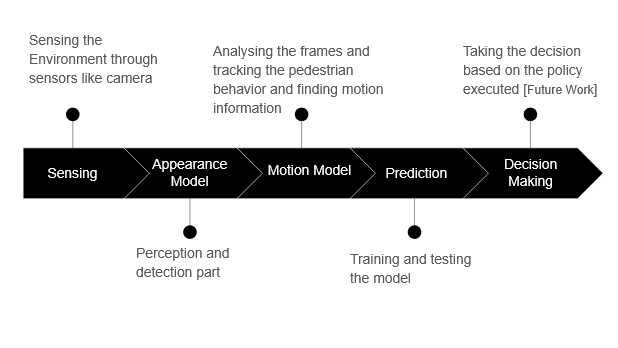 Sensing the
Environment through
sensors like camera
Analysing the frames and
tracking the pedestrian
behavior and finding motion
information
Taking the decision
based on the policy
executed [Future Work]
Sensing
Appearance
Model
Motion Model
Prediction
Decision
Making
Perception and
detection part
Training and testing
the model